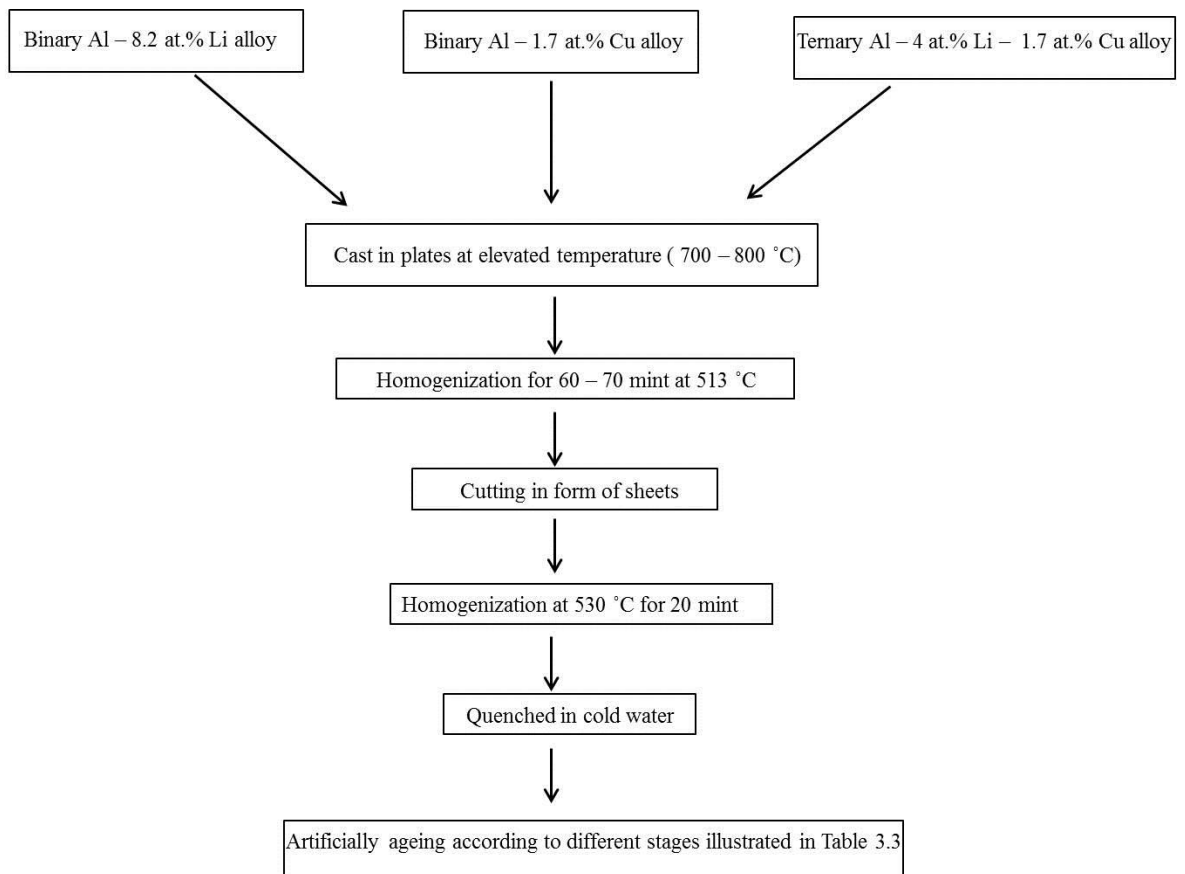 Binary Al – 8.2 at.% Li alloy
Binary Al – 1.7 at.% Cu alloy
Ternary Al – 4 at.% Li – 1.7 at.% Cu alloy
Cast in plates at elevated temperature ( 700 – 800 ˚C)
Homogenization for 60 – 70 mint at 513 ˚C
Cutting in form of sheets
Homogenization at 530 ˚C for 20 mint
Quenched in cold water
Artificially ageing according to different stages illustrated in Table 3.3